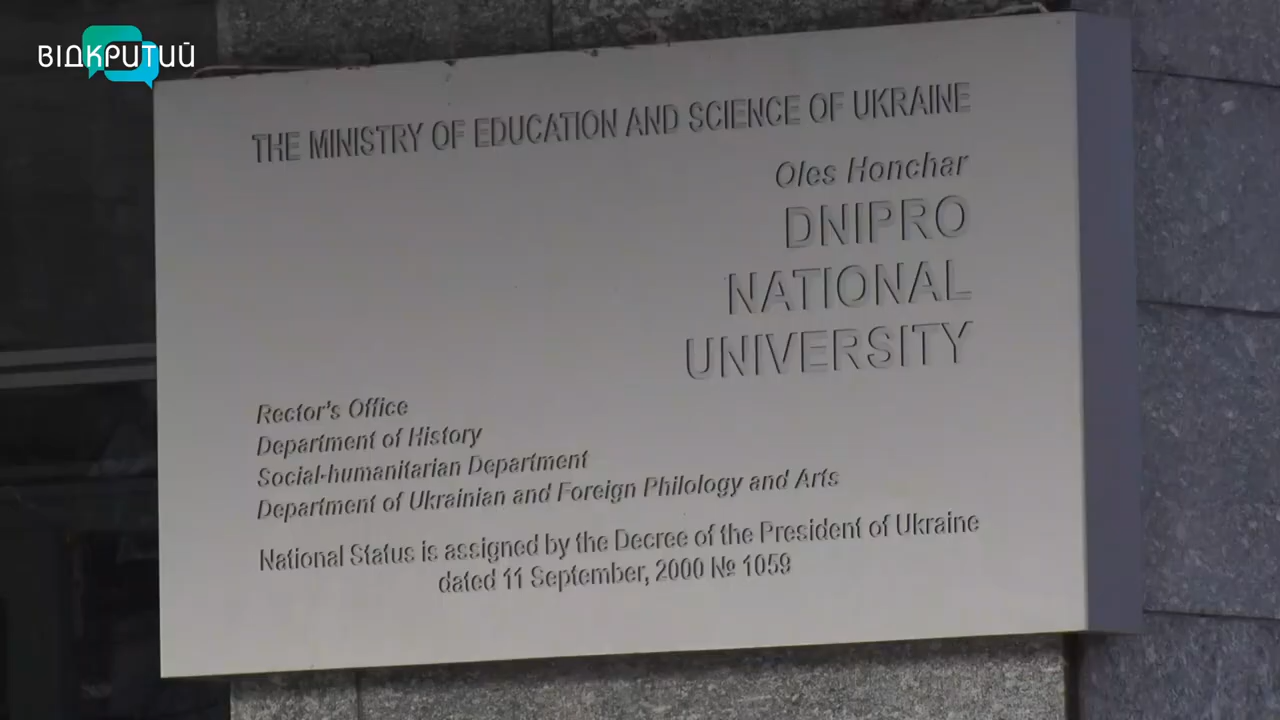 ВІДКРИТИЙ
THE MINISTRY OF EDUCATION AND SCIENCE OF UKRAINE
Oles Honchar
DNIPRO
NATIONAL
UNIVERSITY
Rector's Office
Department of History
Social-humanitarian Department
Department of Ukrainian and Foreign Philology and Arts
National Status is assigned by the Decree of the President of Ukraine
dated 11 September, 2000 № 1059